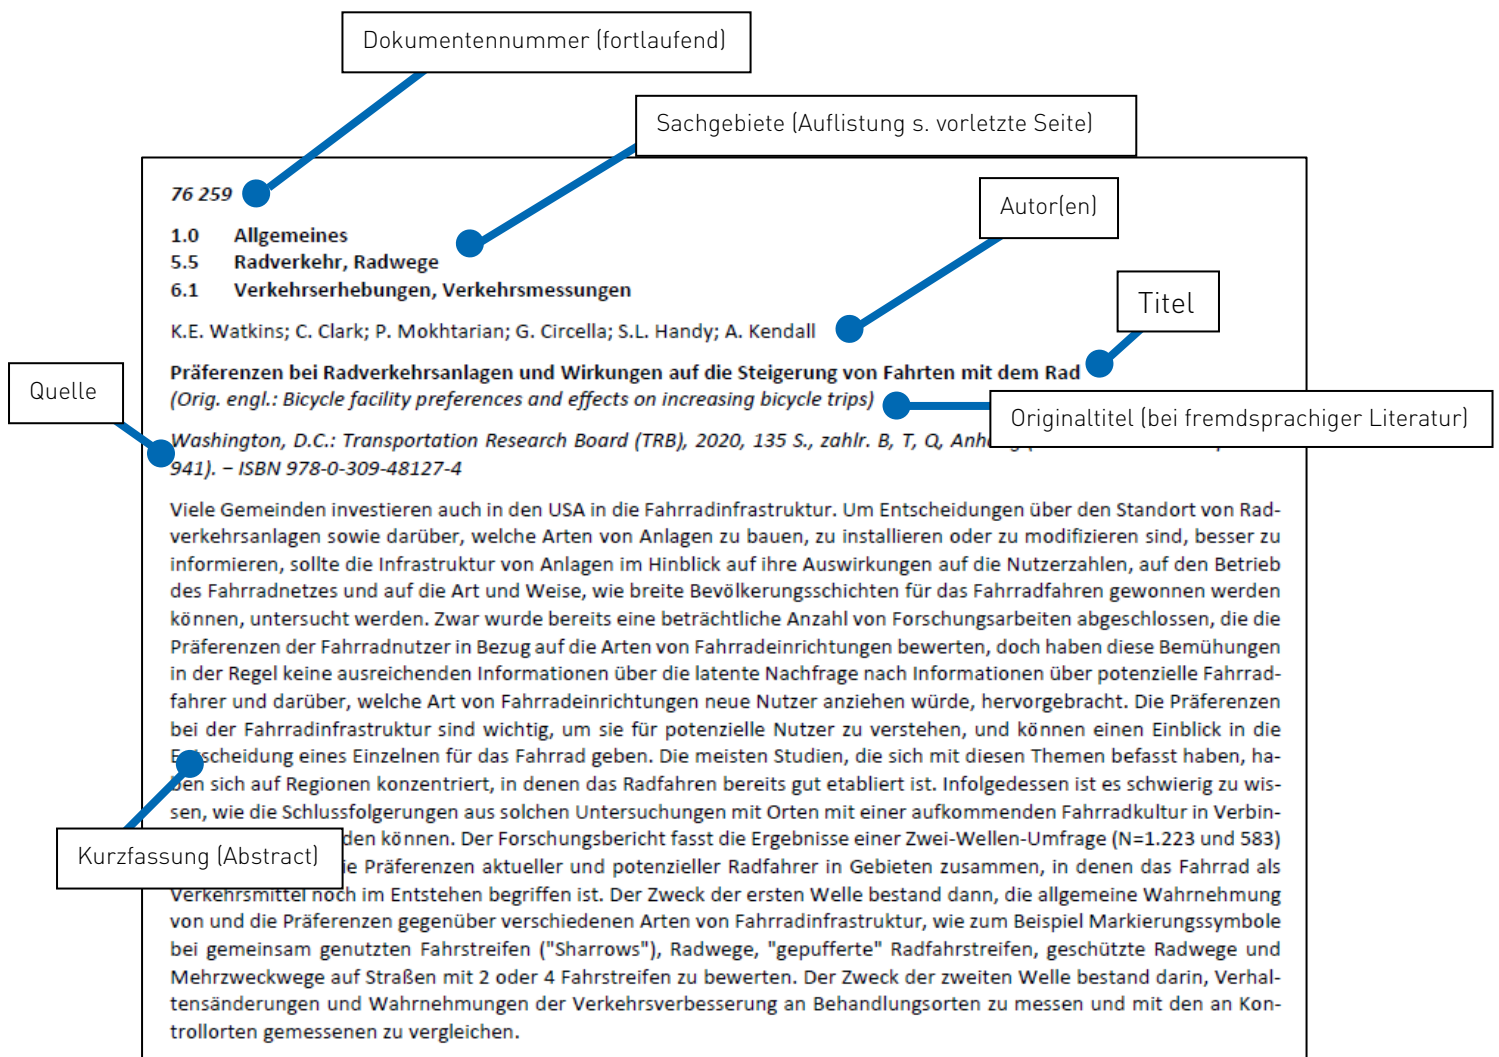 Dokumentennummer (fortlaufend)
Sachgebiete (Auflistung s. vorletzte Seite)
76 259
Autor(en)
1.0 Allgemeines
5.5 Radverkehr, Radwege
6.1 Verkehrserhebungen, Verkehrsmessungen
Titel
K.E. Watkins; C. Clark; P. Mokhtarian; G. Circella; S.L. Handy; A. Kendall
Präferenzen bei Radverkehrsanlagen und Wirkungen auf die Steigerung von Fahrten mit dem Rad
Quelle
(Orig. engl.: Bicycle facility preferences and effects on increasing bicycle trips)
Originaltitel (bei fremdsprachiger Literatur)
Washington, D.C.: Transportation Research Board (TRB), 2020, 135 S., zahlr. B, T, Q,
941). – ISBN 978-0-309-48127-4
Viele Gemeinden investieren auch in den USA in die Fahrradinfrastruktur. Um Entscheidungen über den Standort von Rad-
verkehrsanlagen sowie darüber, welche Arten von Anlagen zu bauen, zu installieren oder zu modifizieren sind, besser zu
informieren, sollte die Infrastruktur von Anlagen im Hinblick auf ihre Auswirkungen auf die Nutzerzahlen, auf den Betrieb
des Fahrradnetzes und auf die Art und Weise, wie breite Bevölkerungsschichten für das Fahrradfahren gewonnen werden
können, untersucht werden. Zwar wurde bereits eine beträchtliche Anzahl von Forschungsarbeiten abgeschlossen, die die
Präferenzen der Fahrradnutzer in Bezug auf die Arten von Fahrradeinrichtungen bewerten, doch haben diese Bemühungen
in der Regel keine ausreichenden Informationen über die latente Nachfrage nach Informationen über potenzielle Fahrrad-
fahrer und darüber, welche Art von Fahrradeinrichtungen neue Nutzer anziehen würde, hervorgebracht. Die Präferenzen
bei der Fahrradinfrastruktur sind wichtig, um sie für potenzielle Nutzer zu verstehen, und können einen Einblick in die
Entscheidung eines Einzelnen für das Fahrrad geben. Die meisten Studien, die sich mit diesen Themen befasst haben, ha-
ben sich auf Regionen konzentriert, in denen das Radfahren bereits gut etabliert ist. Infolgedessen ist es schwierig zu wis-
sen, wie die Schlussfolgerungen aus solchen Untersuchungen mit Orten mit einer aufkommenden Fahrradkultur in Verbin-
den können. Der Forschungsbericht fasst die Ergebnisse einer Zwei-Wellen-Umfrage (N=1.223 und 583)
Kurzfassung (Abstract)
ie Präferenzen aktueller und potenzieller Radfahrer in Gebieten zusammen, in denen das Fahrrad als
Verkehrsmittel noch im Entstehen begriffen ist. Der Zweck der ersten Welle bestand dann, die allgemeine Wahrnehmung
von und die Präferenzen gegenüber verschiedenen Arten von Fahrradinfrastruktur, wie zum Beispiel Markierungssymbole
bei gemeinsam genutzten Fahrstreifen ("Sharrows"), Radwege, "gepufferte" Radfahrstreifen, geschützte Radwege und
Mehrzweckwege auf Straßen mit 2 oder 4 Fahrstreifen zu bewerten. Der Zweck der zweiten Welle bestand darin, Verhal-
tensänderungen und Wahrnehmungen der Verkehrsverbesserung an Behandlungsorten zu messen und mit den an Kon-
trollorten gemessenen zu vergleichen.